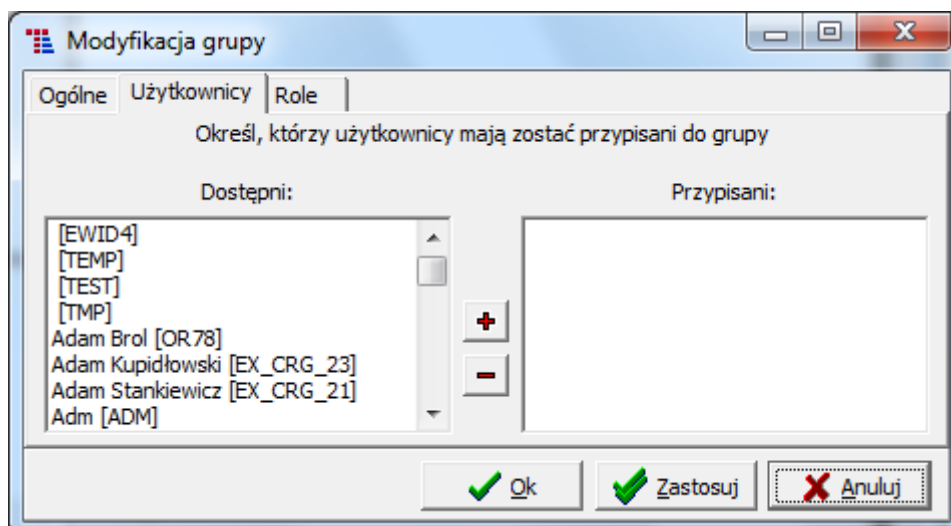 Modyfikacja grupy
Ogólne Użytkownicy Role
Określ, którzy użytkownicy mają zostać przypisani do grupy
Dostępni:
[EWID4]
[TEMP]
[TEST]
[TMP]
Adam Brol [OR78]
Adam Kupidłowski [EX_CRG_23]
Adam Stankiewicz [EX_CRG_21]
Adm [ADM]
Przypisani:
Ok Zastosuj Anuluj